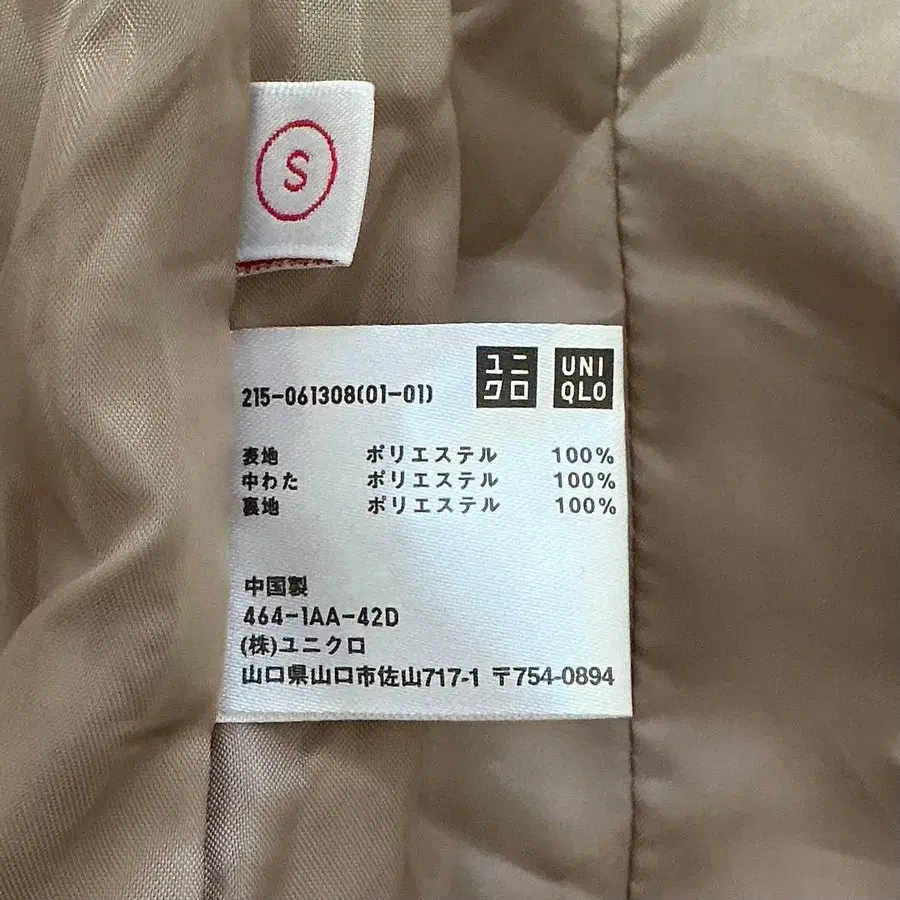 S
ユニ
クロ
UNI
QLO
215-061308(01-01)
表地 ポリエステル 100%
中わた ポリエステル 100%
裏地 ポリエステル 100%
中国製
464-1AA-42D
(株)ユニクロ
山口県山口市佐山717-1 〒754-0894